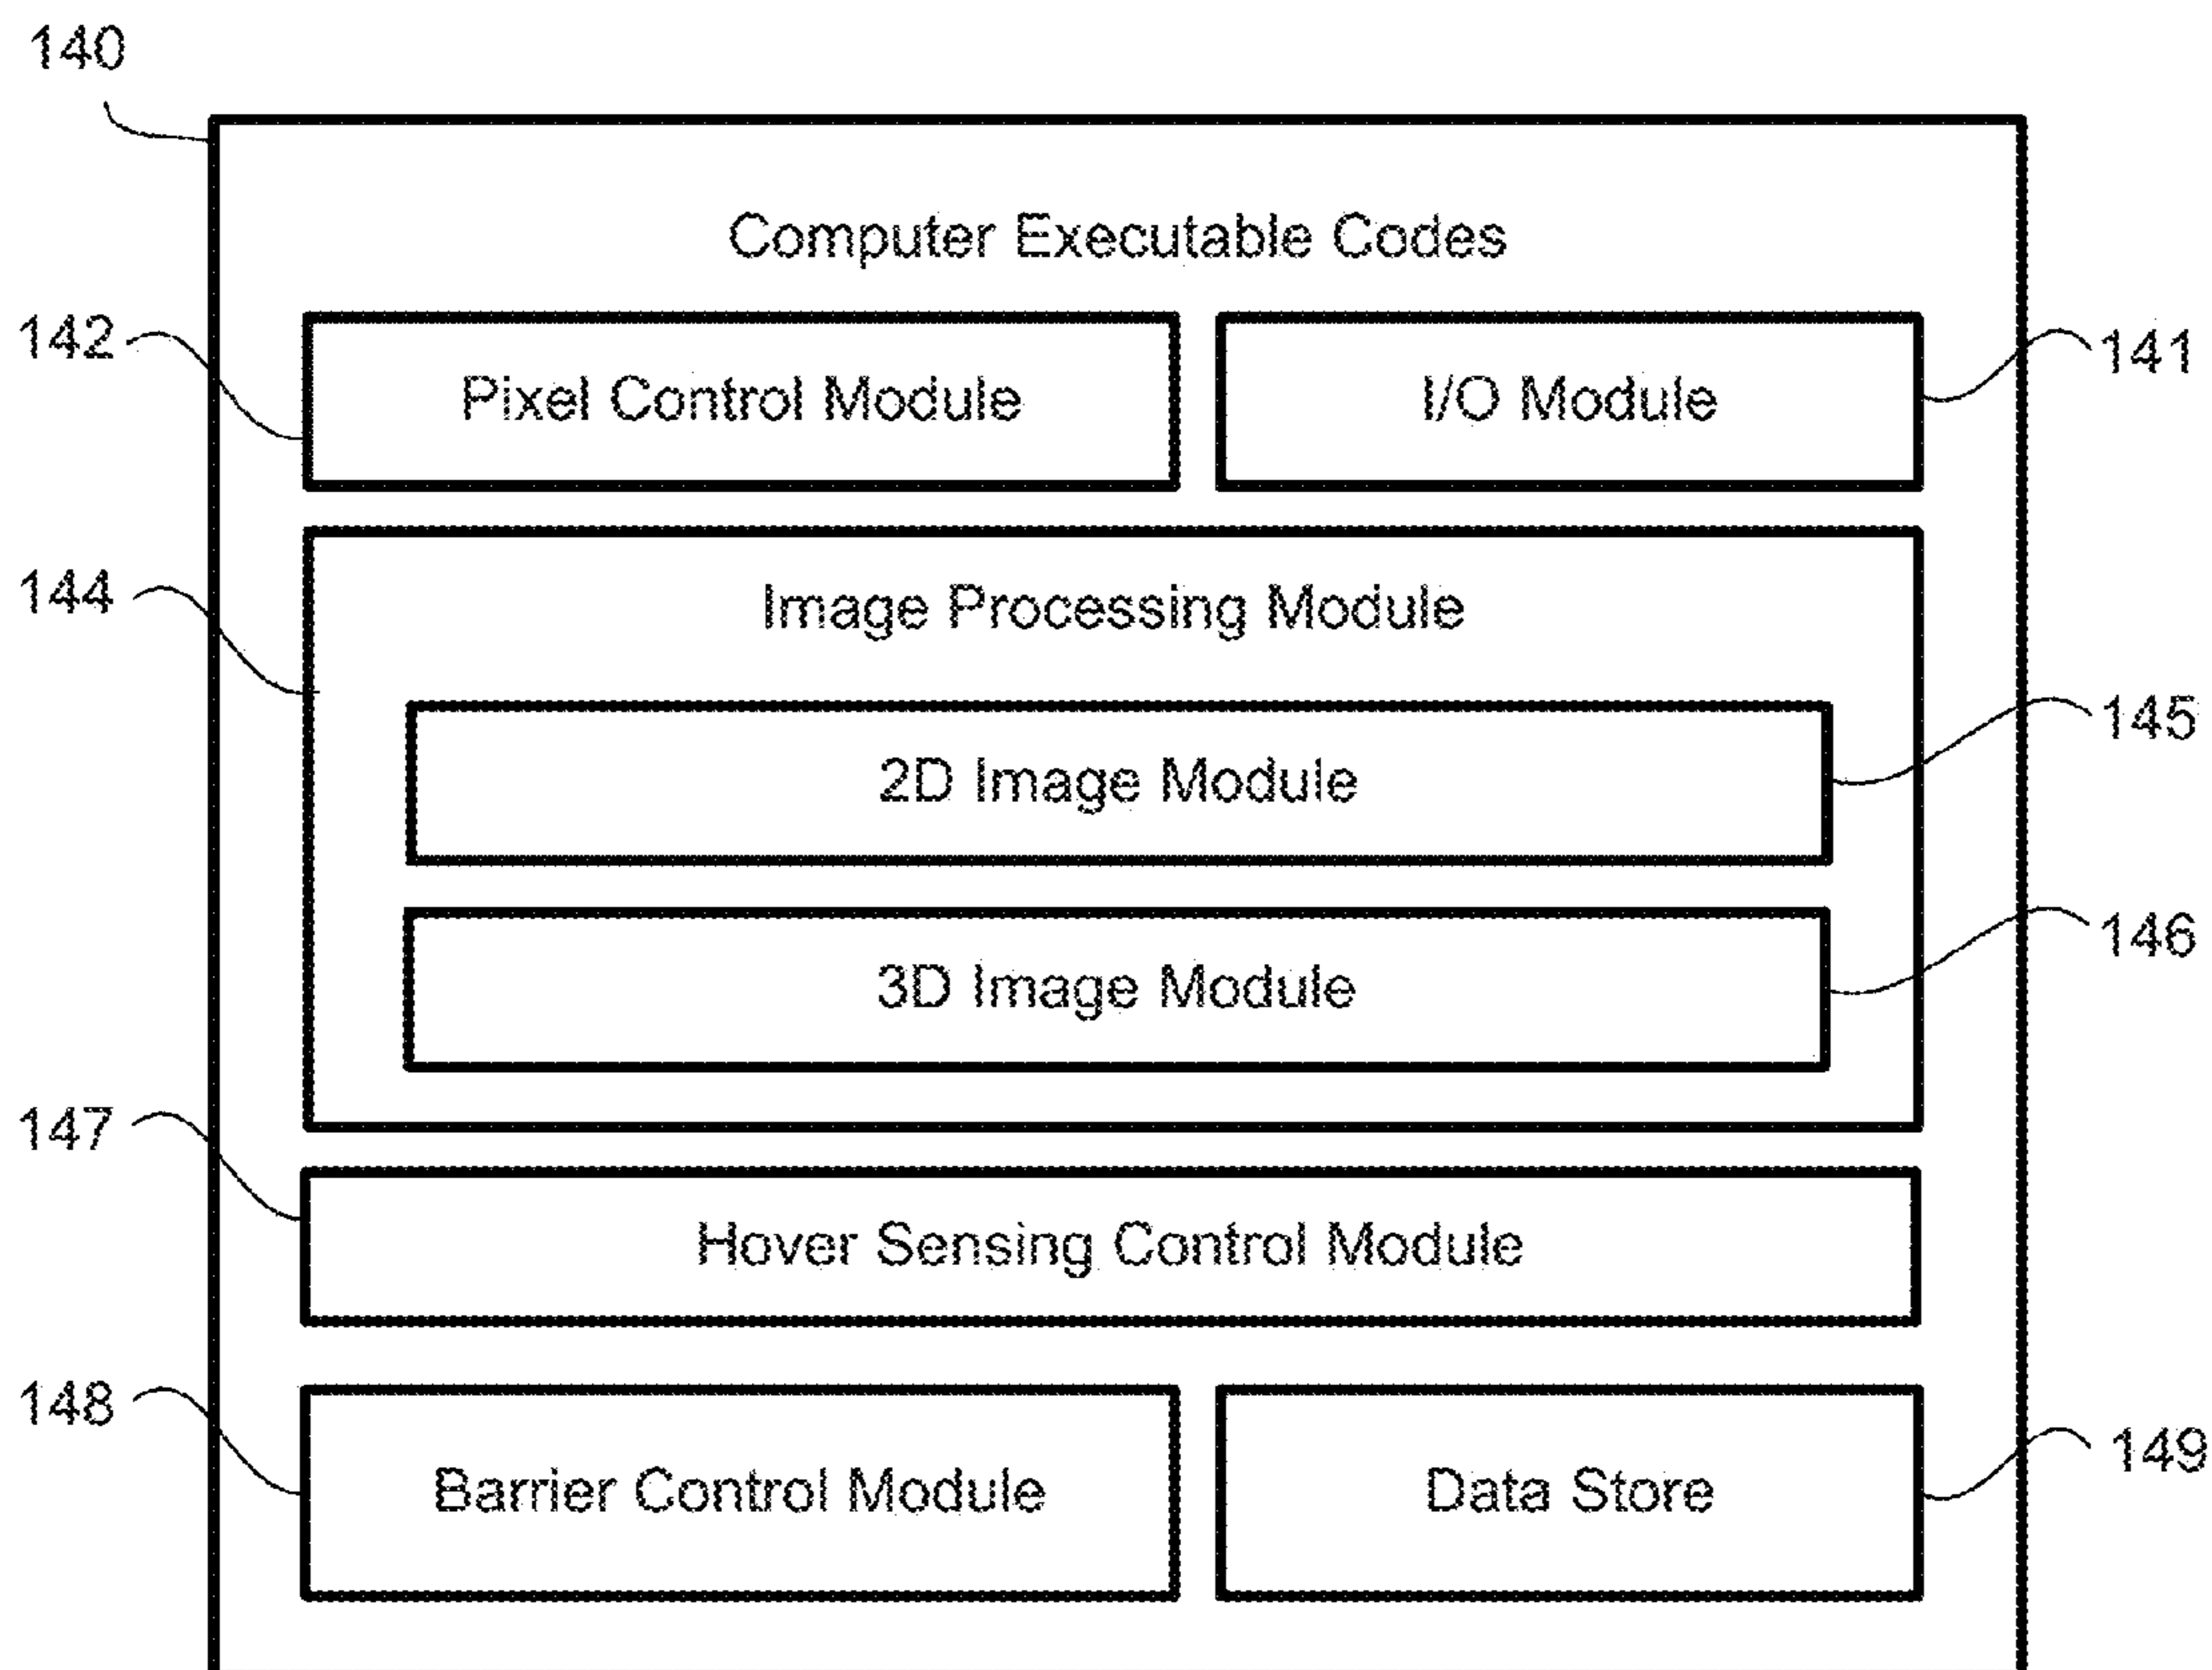 140
Computer Executable Codes
142
Pixel Control Module
I/O Module
141
144
Image Processing Module
2D Image Module
145
3D Image Module
146
147
Hover Sensing Control Module
148
Barrier Control Module
Data Store
149